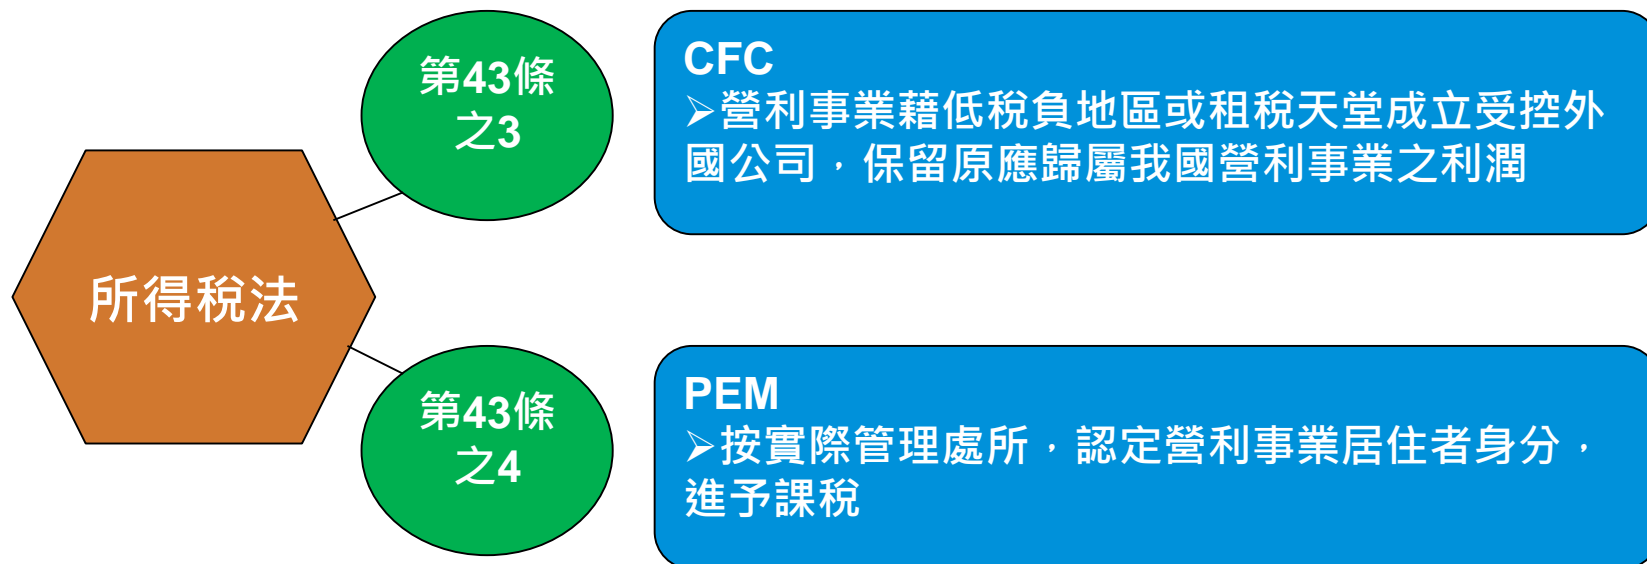 所得稅法
第43條
之3
CFC
➢營利事業藉低稅負地區或租稅天堂成立受控外
國公司，保留原應歸屬我國營利事業之利潤
第43條
之4
PEM
➢按實際管理處所，認定營利事業居住者身分，
進予課稅